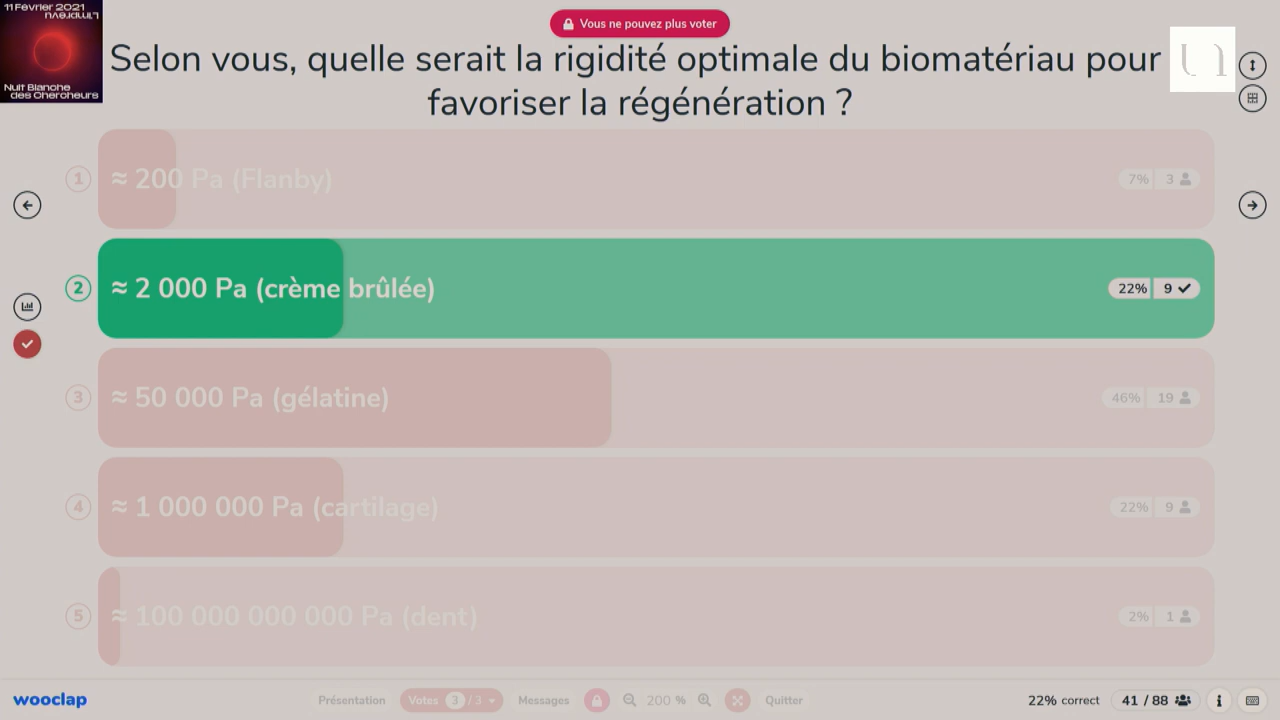 11 Février 2021
L'imprévu
Nuit Blanche
des Chercheurs
Vous ne pouvez plus voter
Selon vous, quelle serait la rigidité optimale du biomatériau pour
favoriser la régénération ?
1 ≈ 200 Pa (Flanby) 7% 3
2 ≈ 2 000 Pa (crème brûlée) 22% 9
3 ≈ 50 000 Pa (gélatine) 46% 19
4 ≈ 1 000 000 Pa (cartilage) 22% 9
5 ≈ 100 000 000 000 Pa (dent) 2% 1
wooclap Présentation Votes 3 / 3 Messages 200 % Quitter 22% correct 41 / 88